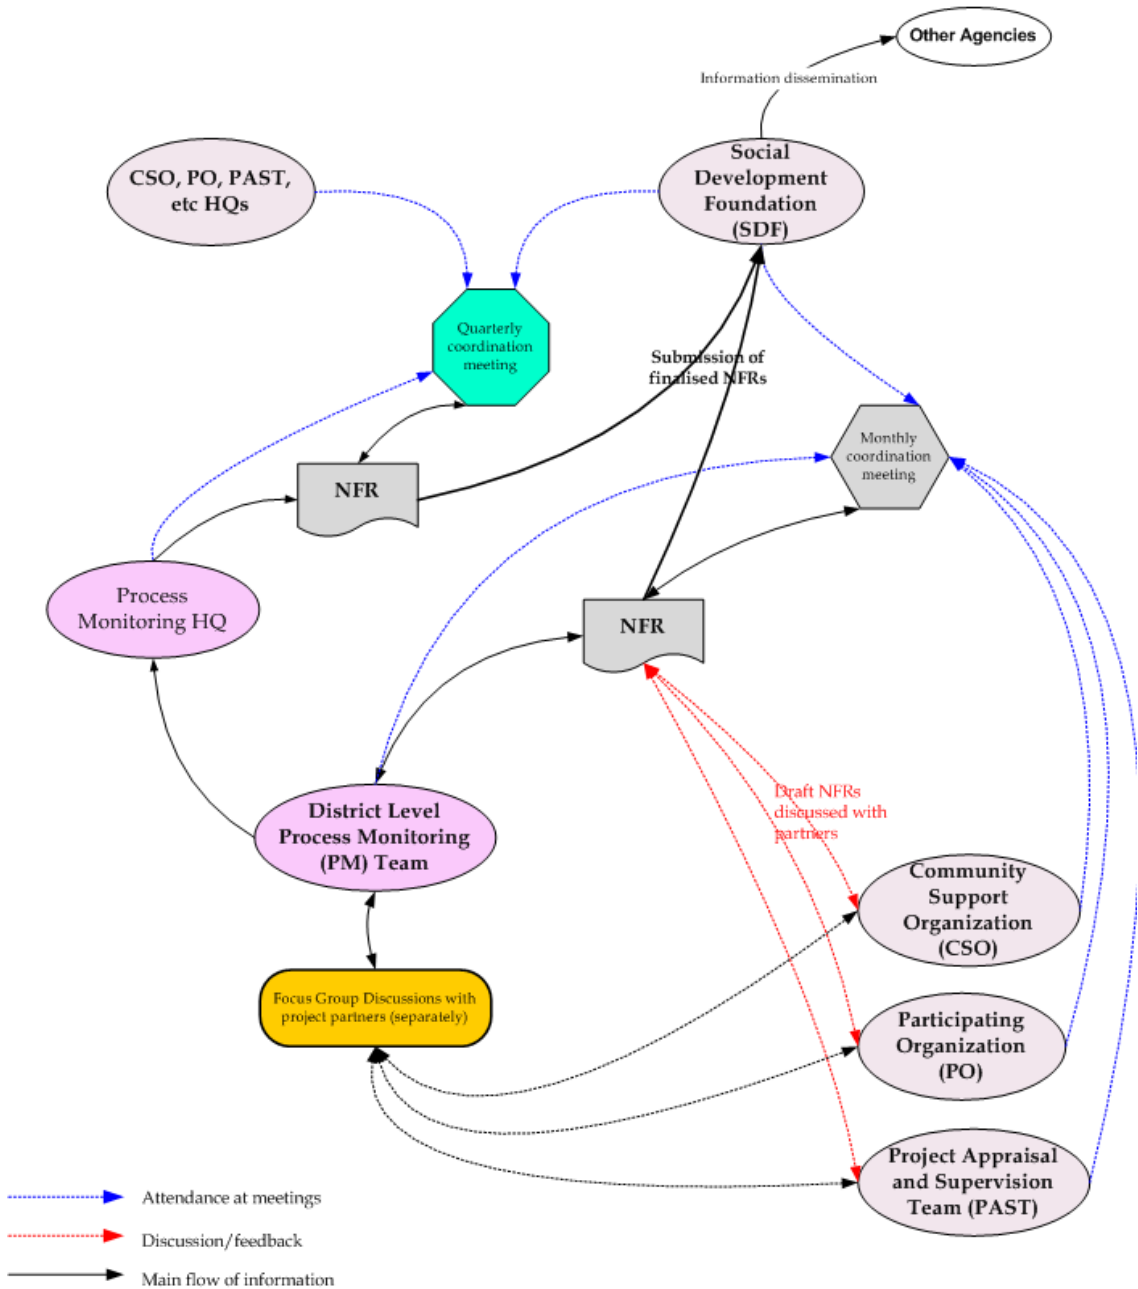 Other Agencies
Information dissemination
CSO, PO, PAST,
etc HQs
Social
Development
Foundation
(SDF)
Quarterly
coordination
meeting
Submission of
finalised NFRs
Monthly
coordination
meeting
NFR
Process
Monitoring HQ
NFR
Draft NFRs
discussed with
partners
District Level
Process Monitoring
(PM) Team
Community
Support
Organization
(CSO)
Focus Group Discussions with
project partners (separately)
Participating
Organization
(PO)
Project Appraisal
and Supervision
Team (PAST)
Attendance at meetings
Discussion/feedback
Main flow of information